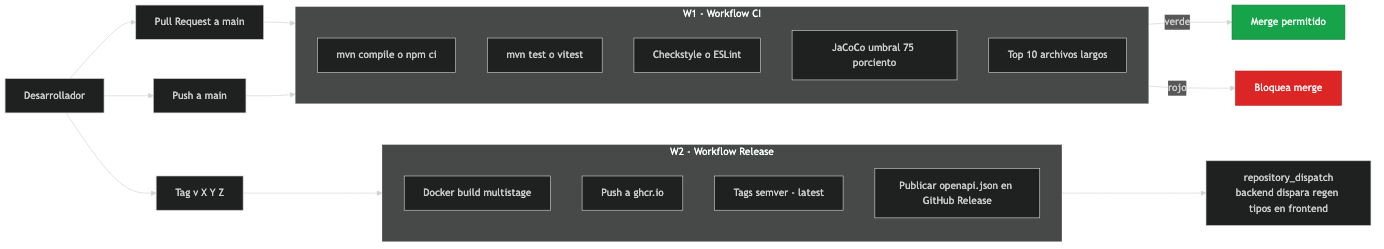 Desarrollador
Pull Request a main
Push a main
Tag v X Y Z
W1 - Workflow CI
mvn compile o npm ci
mvn test o vitest
Checkstyle o ESLint
JaCoCo umbral 75
porciento
Top 10 archivos largos
verde
Merge permitido
rojo
Bloquea merge
W2 - Workflow Release
Docker build multistage
Push a ghcr.io
Tags semver - latest
Publicar openapi.json en
GitHub Release
repository_dispatch
backend dispara regen
tipos en frontend